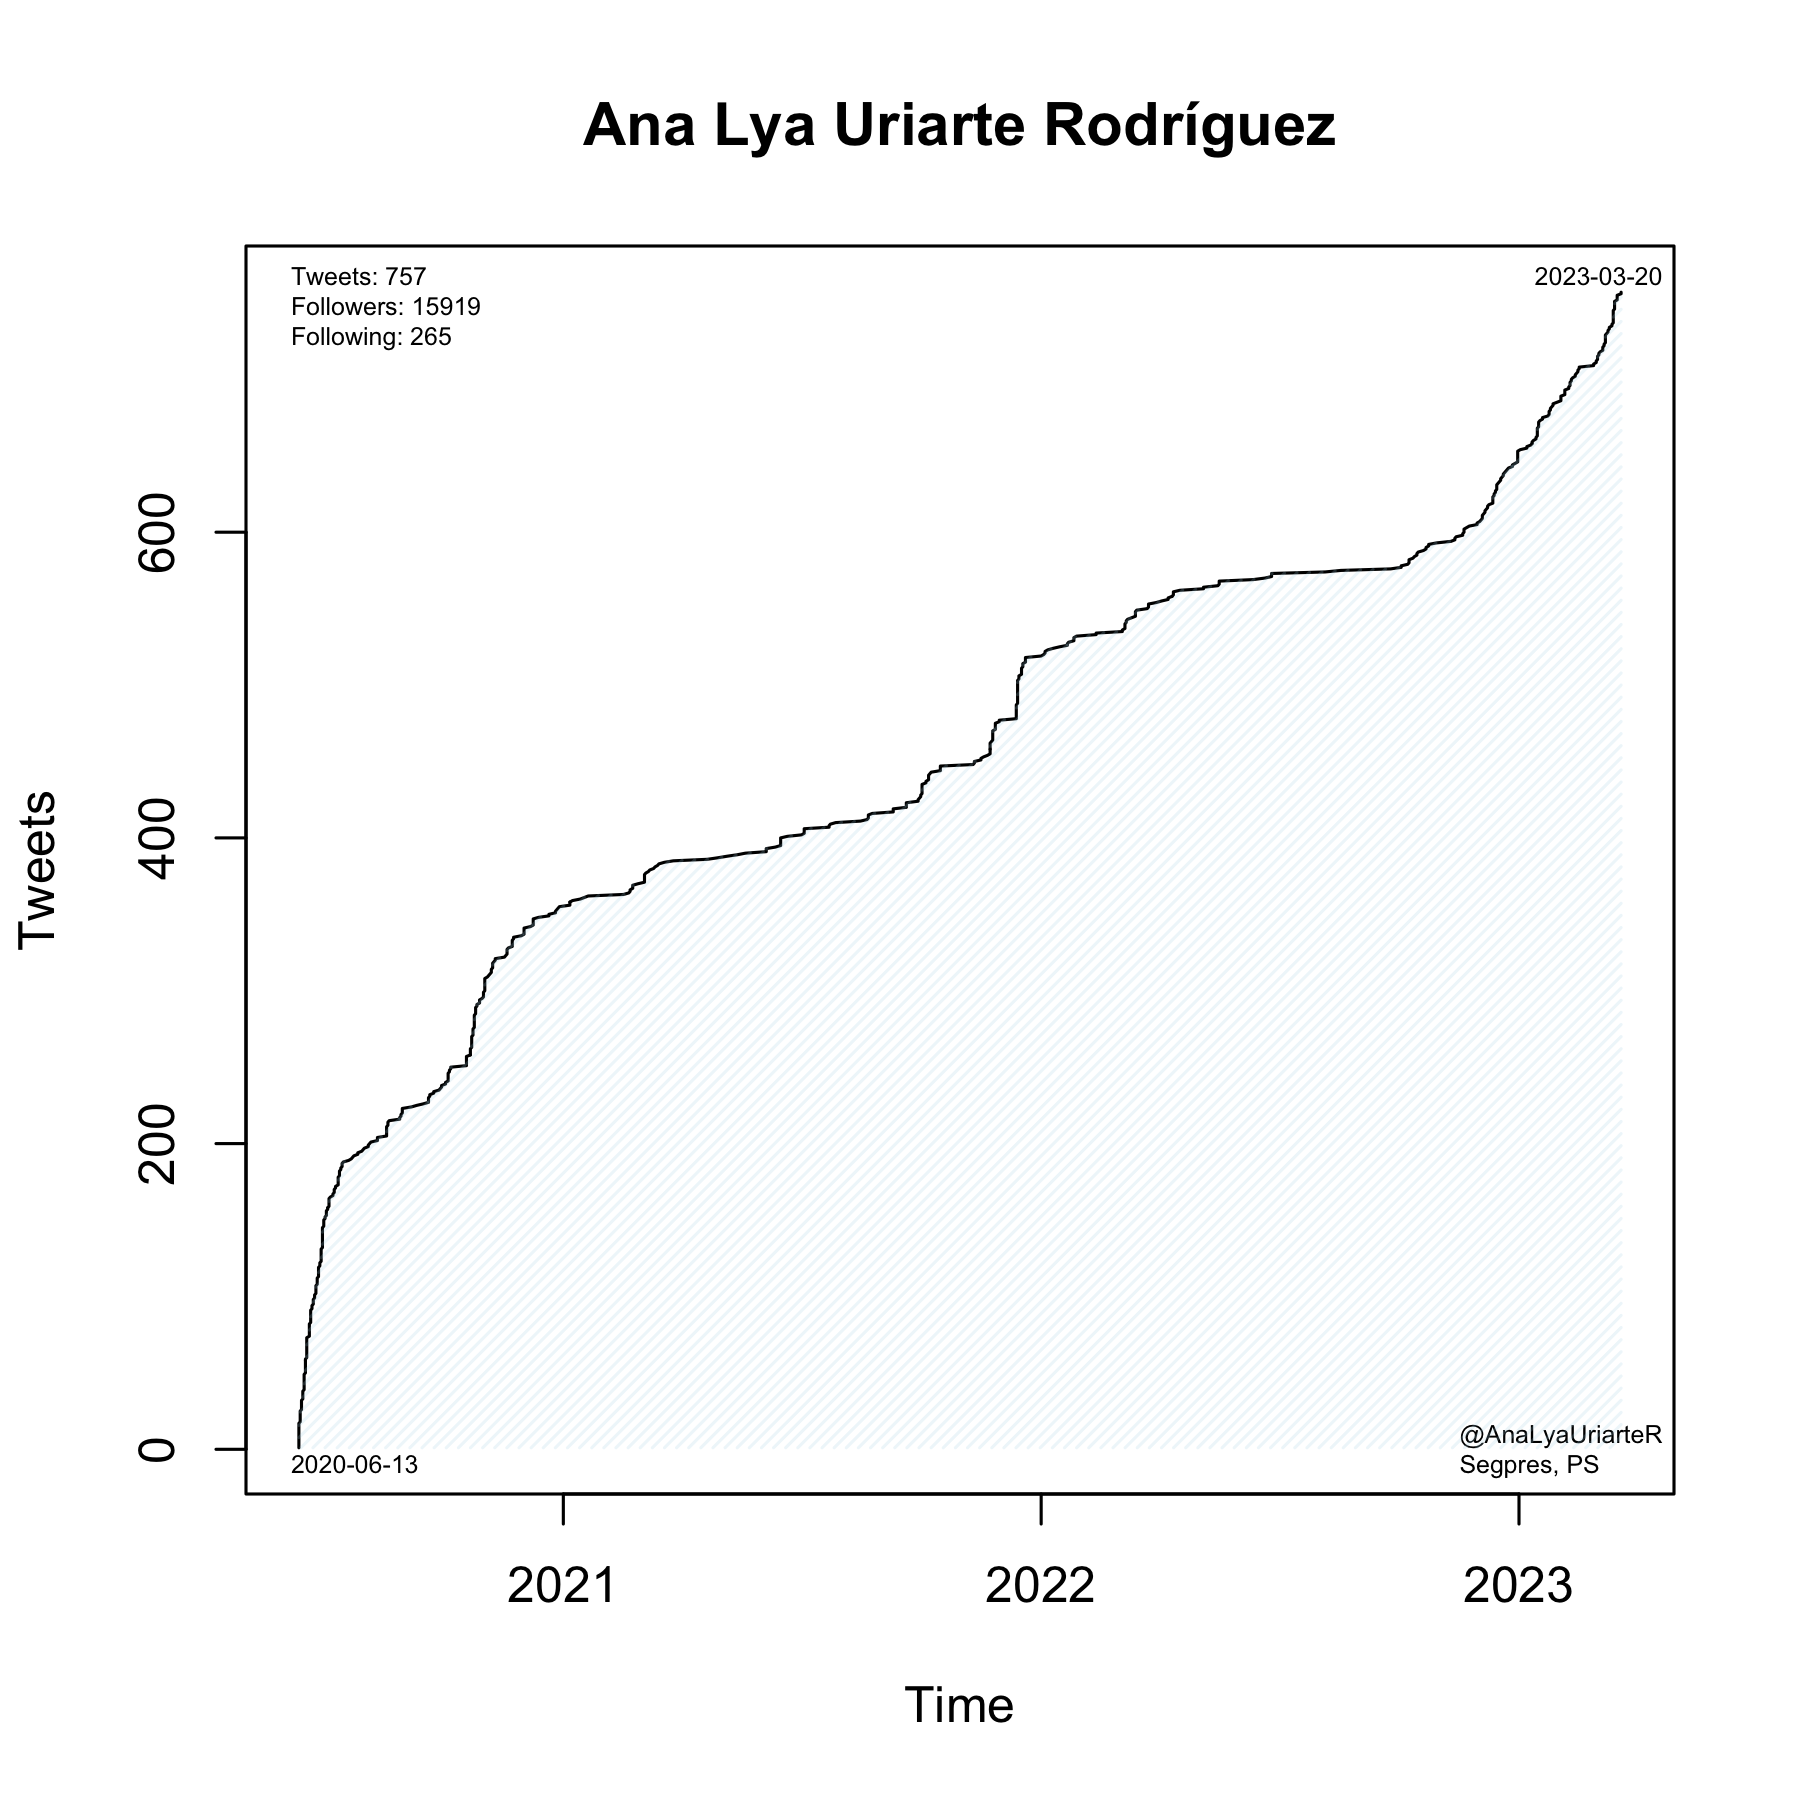 Ana Lya Uriarte Rodríguez
Tweets: 757
Followers: 15919
Following: 265
2023-03-20
Tweets
600
400
200
0
2020-06-13
@AnaLyaUriarteR
Segpres, PS
2021
2022
2023
Time